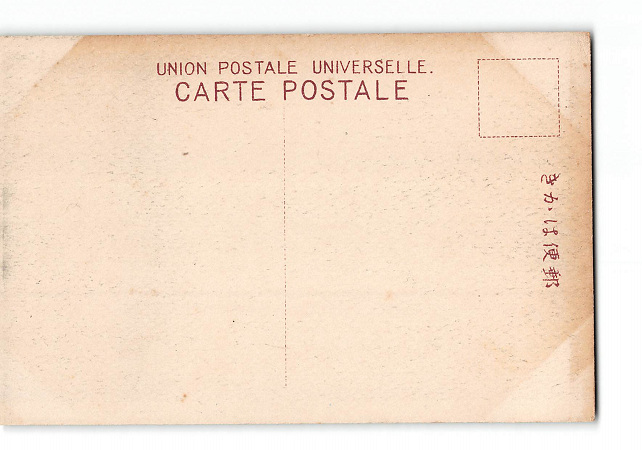 UNION POSTALE UNIVERSELLE.
CARTE POSTALE
きかは便郵